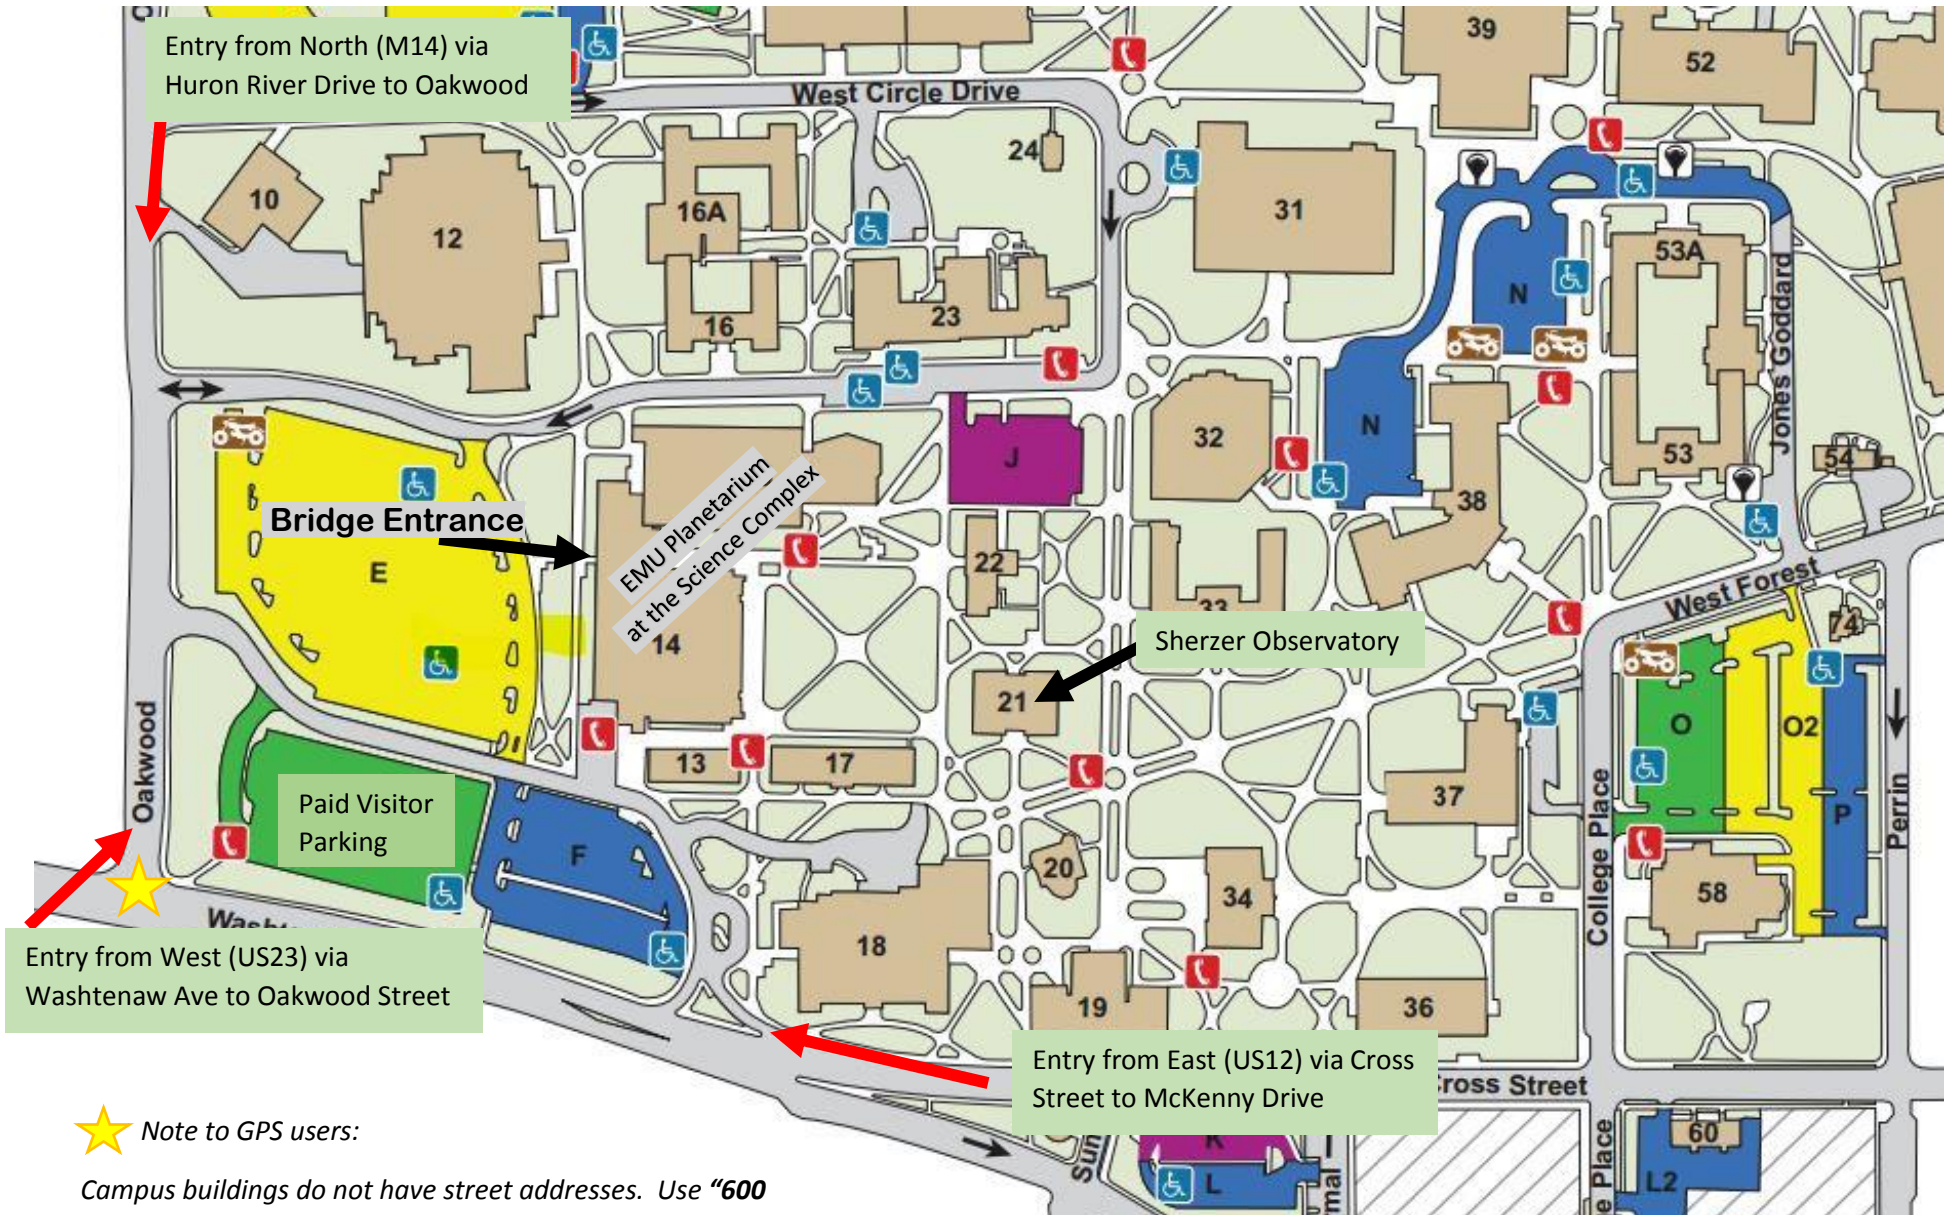 Entry from North (M14) via
Huron River Drive to Oakwood
West Circle Drive
39
52
24
10
12
16A
31
53A
N
16
23
Jones Goddard
J
32
N
53
54
38
EMU Planetarium
at the Science Complex
Bridge Entrance
E
22
33
West Forest
74
14
Sherzer Observatory
21
O
O2
Oakwood
13
17
Paid Visitor
Parking
37
College Place
P
Perrin
F
20
34
58
18
Entry from West (US23) via
Washtenaw Ave to Oakwood Street
19
36
Entry from East (US12) via Cross
Street to McKenny Drive
Cross Street
K
L
60
L2
Place
Note to GPS users:
Campus buildings do not have street addresses. Use “600